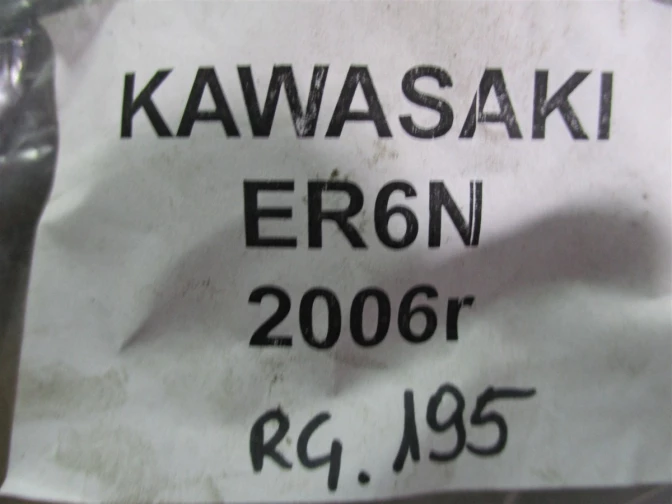 KAWASAKI
ER6N
2006r
RG. 195